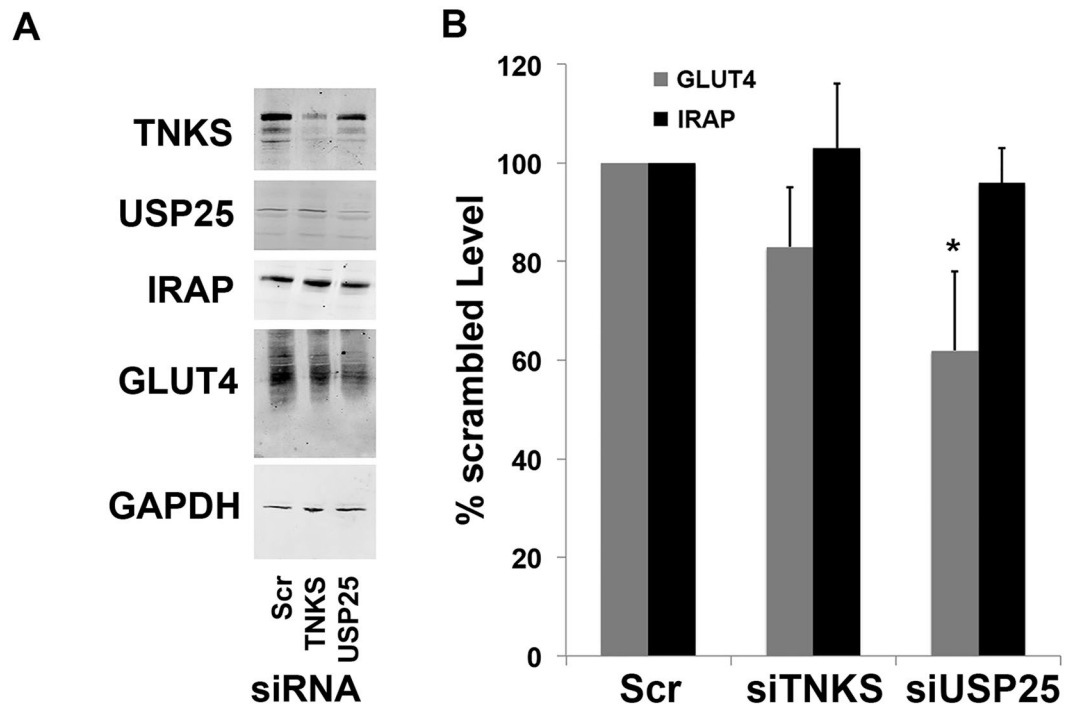 A
TNKS
USP25
IRAP
GLUT4
GAPDH
Scr
TNKS
USP25
siRNA
B
% scrambled Level
120
100
80
60
40
20
0
GLUT4
IRAP
*
Scr
siTNKS
siUSP25